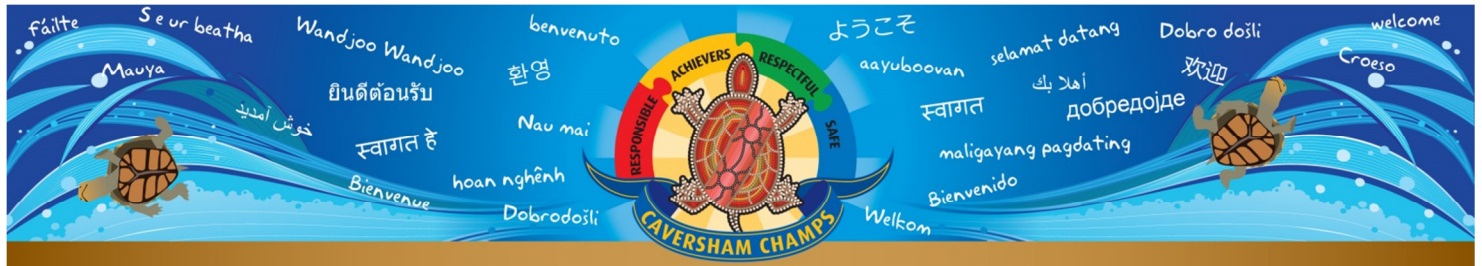 fáilte
S e ur beatha
Wandjoo Wandjoo
benvenuto
Mauya
환영
ยินดีต้อนรับ
خوش آمدید
Nau mai
स्वागत हे
Bienvenue
hoan nghênh
Dobrodošli
RESPONSIBLE
ACHIEVERS
RESPECTFUL
SAFE
CAVERSHAM CHAMPS
ようこそ
selamat datang
Dobro došli
welcome
aayuboovan
欢迎
Croeso
اهلا بك
स्वागत
добредојде
maligayang pagdating
Bienvenido
Welkom